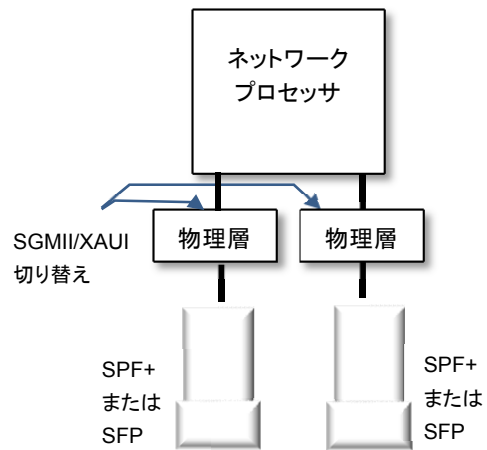 ネットワーク
プロセッサ
SGMII/XAUI
切り替え
物理層
物理層
SPF+
または
SFP
SPF+
または
SFP